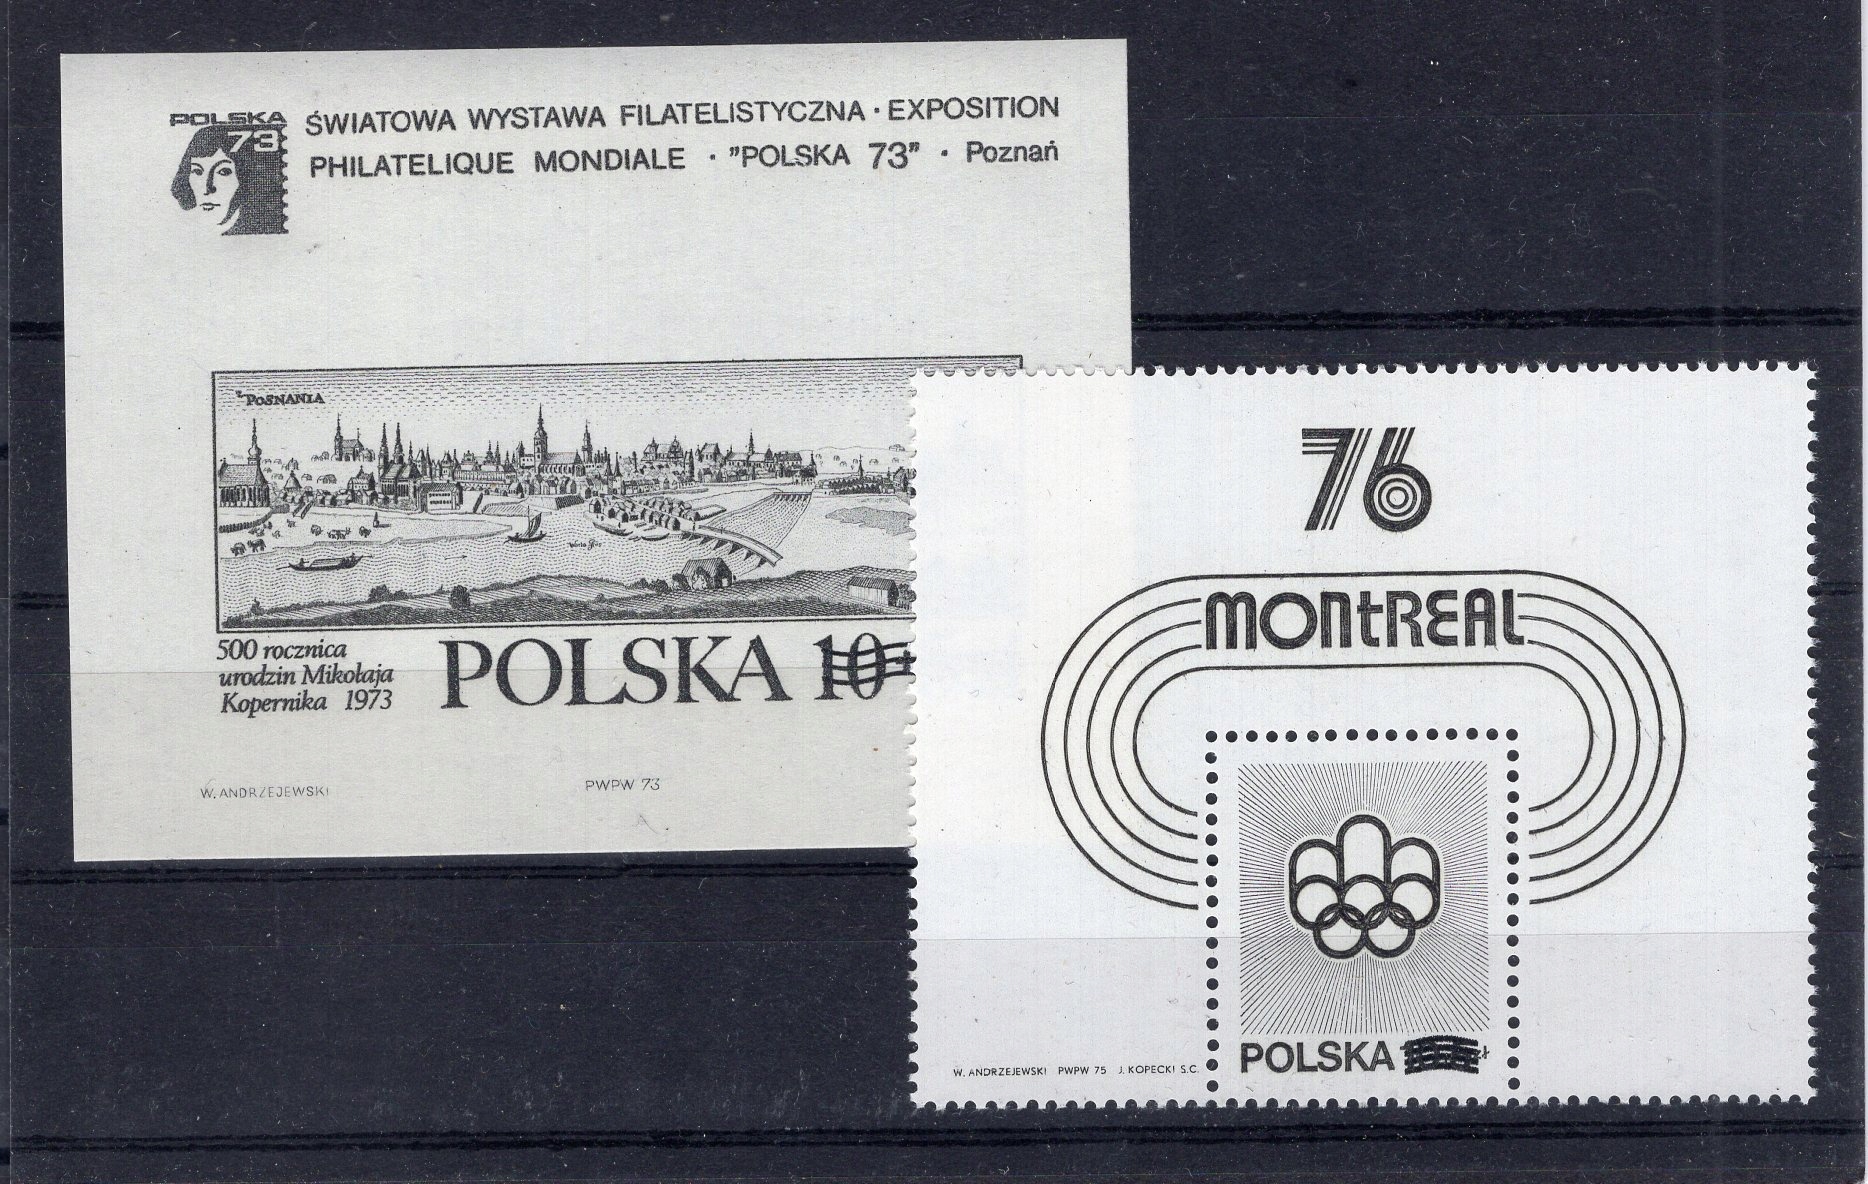 POLSKA
73
ŚWIATOWA WYSTAWA FILATELISTYCZNA · EXPOSITION
PHILATELIQUE MONDIALE · "POLSKA 73" · Poznań
POSNANIA
500 rocznica
urodzin Mikołaja
Kopernika 1973
POLSKA 10+
W. ANDRZEJEWSKI
PWPW 73
76
MONtREAL
POLSKA
W. ANDRZEJEWSKI PWPW 75 J. KOPECKI S.C.